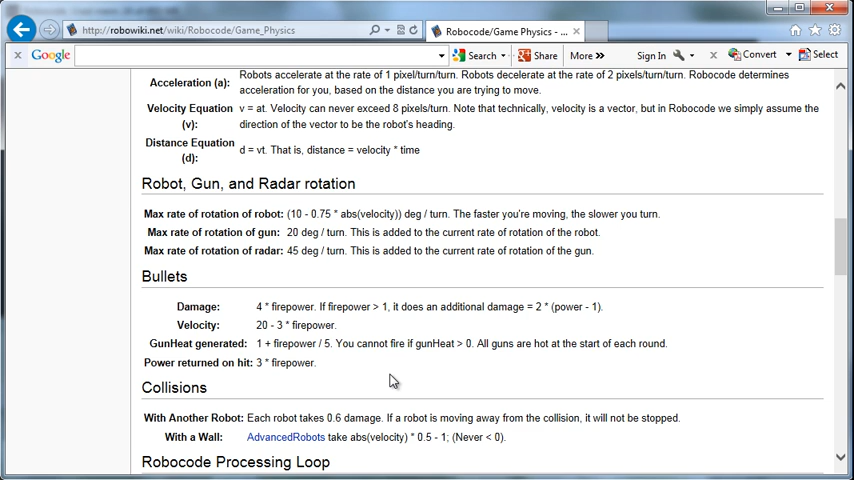 http://robowiki.net/wiki/Robocode/Game_Physics
Robocode/Game Physics - ...
Google
Search
Share
More »
Sign In
Convert
Select
Acceleration (a): Robots accelerate at the rate of 1 pixel/turn/turn. Robots decelerate at the rate of 2 pixels/turn/turn. Robocode determines
acceleration for you, based on the distance you are trying to move.
Velocity Equation v = at. Velocity can never exceed 8 pixels/turn. Note that technically, velocity is a vector, but in Robocode we simply assume the
(v): direction of the vector to be the robot's heading.
Distance Equation
(d): d = vt. That is, distance = velocity * time
Robot, Gun, and Radar rotation
Max rate of rotation of robot: (10 - 0.75 * abs(velocity)) deg / turn. The faster you're moving, the slower you turn.
Max rate of rotation of gun: 20 deg / turn. This is added to the current rate of rotation of the robot.
Max rate of rotation of radar: 45 deg / turn. This is added to the current rate of rotation of the gun.
Bullets
Damage: 4 * firepower. If firepower > 1, it does an additional damage = 2 * (power - 1).
Velocity: 20 - 3 * firepower.
GunHeat generated: 1 + firepower / 5. You cannot fire if gunHeat > 0. All guns are hot at the start of each round.
Power returned on hit: 3 * firepower.
Collisions
With Another Robot: Each robot takes 0.6 damage. If a robot is moving away from the collision, it will not be stopped.
With a Wall: AdvancedRobots take abs(velocity) * 0.5 - 1; (Never < 0).
Robocode Processing Loop